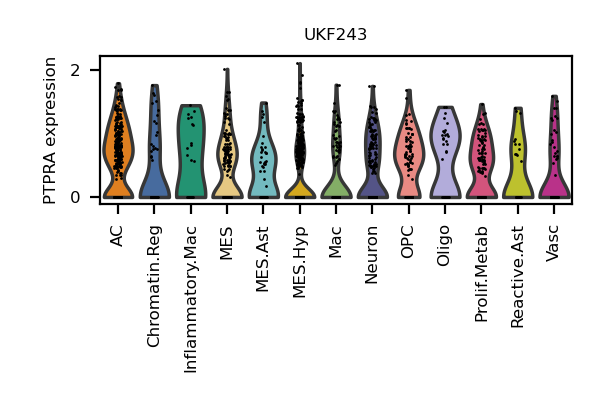 UKF243
PTPRA expression
2
0
AC
Chromatin.Reg
Inflammatory.Mac
MES
MES.Ast
MES.Hyp
Mac
Neuron
OPC
Oligo
Prolif.Metab
Reactive.Ast
Vasc